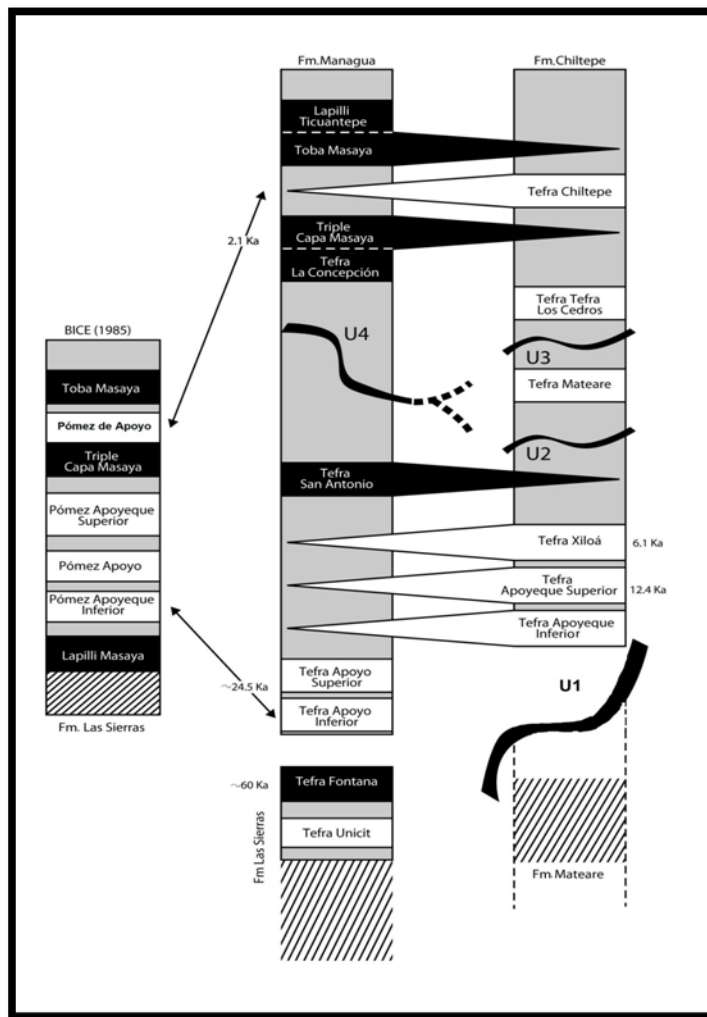 Fm.Managua
Fm.Chiltepe
Lapilli
Ticuantepe
Toba Masaya
Tefra Chiltepe
2.1 Ka
Triple
Capa Masaya
Tefra
La Concepción
Tefra Tefra
Los Cedros
BICE (1985)
U4
U3
Toba Masaya
Tefra Mateare
Pómez de Apoyo
U2
Triple
Capa Masaya
Tefra
San Antonio
Pómez Apoyeque
Superior
Tefra Xiloá
6.1 Ka
Pómez Apoyo
Tefra
Apoyeque Superior
12.4 Ka
Pómez Apoyeque
Inferior
Tefra Apoyeque
Inferior
Lapilli Masaya
Tefra Apoyo
Superior
~24.5 Ka
U1
Tefra Apoyo
Inferior
Fm. Las Sierras
~60 Ka
Tefra Fontana
Tefra Unicit
Fm Las Sierras
Fm. Mateare